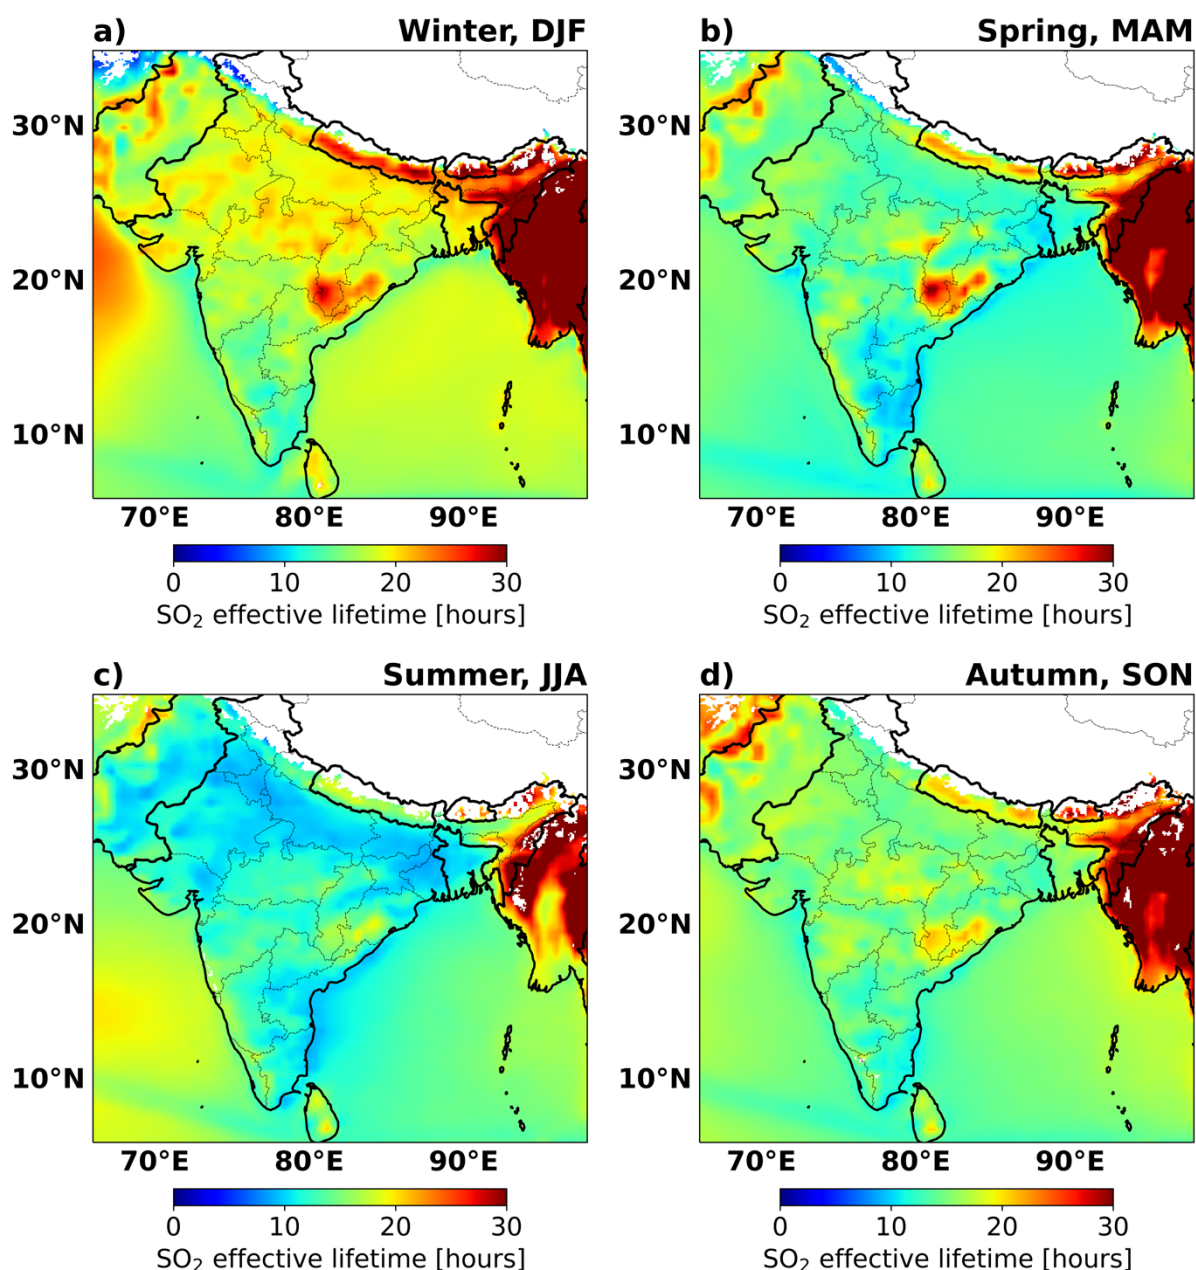 a) Winter, DJF
b) Spring, MAM
30°N
30°N
20°N
20°N
10°N
10°N
70°E 80°E 90°E
70°E 80°E 90°E
0 10 20 30
0 10 20 30
SO₂ effective lifetime [hours]
SO₂ effective lifetime [hours]
c) Summer, JJA
d) Autumn, SON
30°N
30°N
20°N
20°N
10°N
10°N
70°E 80°E 90°E
70°E 80°E 90°E
0 10 20 30
0 10 20 30
SO₂ effective lifetime [hours]
SO₂ effective lifetime [hours]